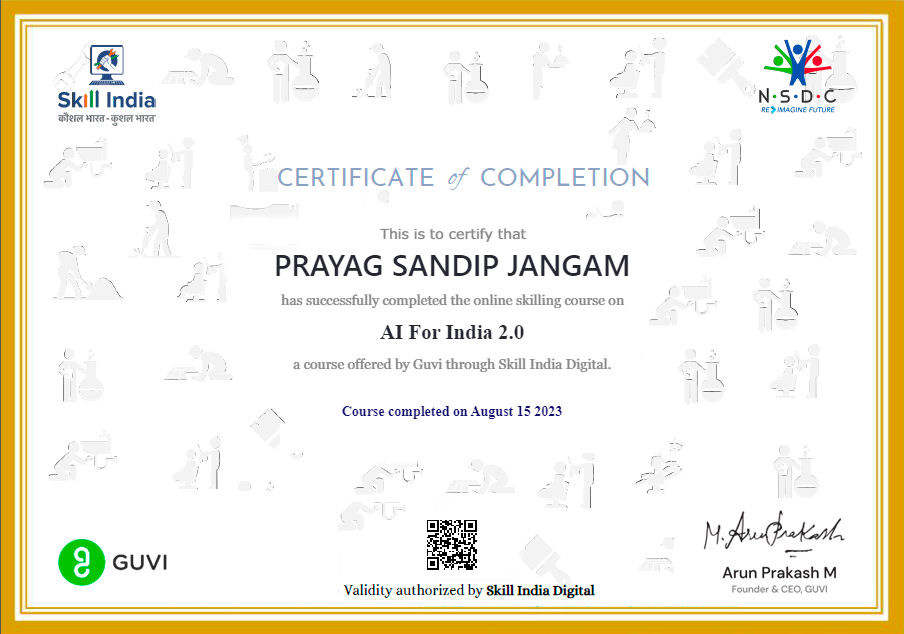 Skill India
कौशल भारत - कुशल भारत
N·S·D·C
RE IMAGINE FUTURE
CERTIFICATE of COMPLETION
This is to certify that
PRAYAG SANDIP JANGAM
has successfully completed the online skilling course on
AI For India 2.0
a course offered by Guvi through Skill India Digital.
Course completed on August 15 2023
GUVI
Validity authorized by Skill India Digital
M. Arun Prakash
Arun Prakash M
Founder & CEO, GUVI